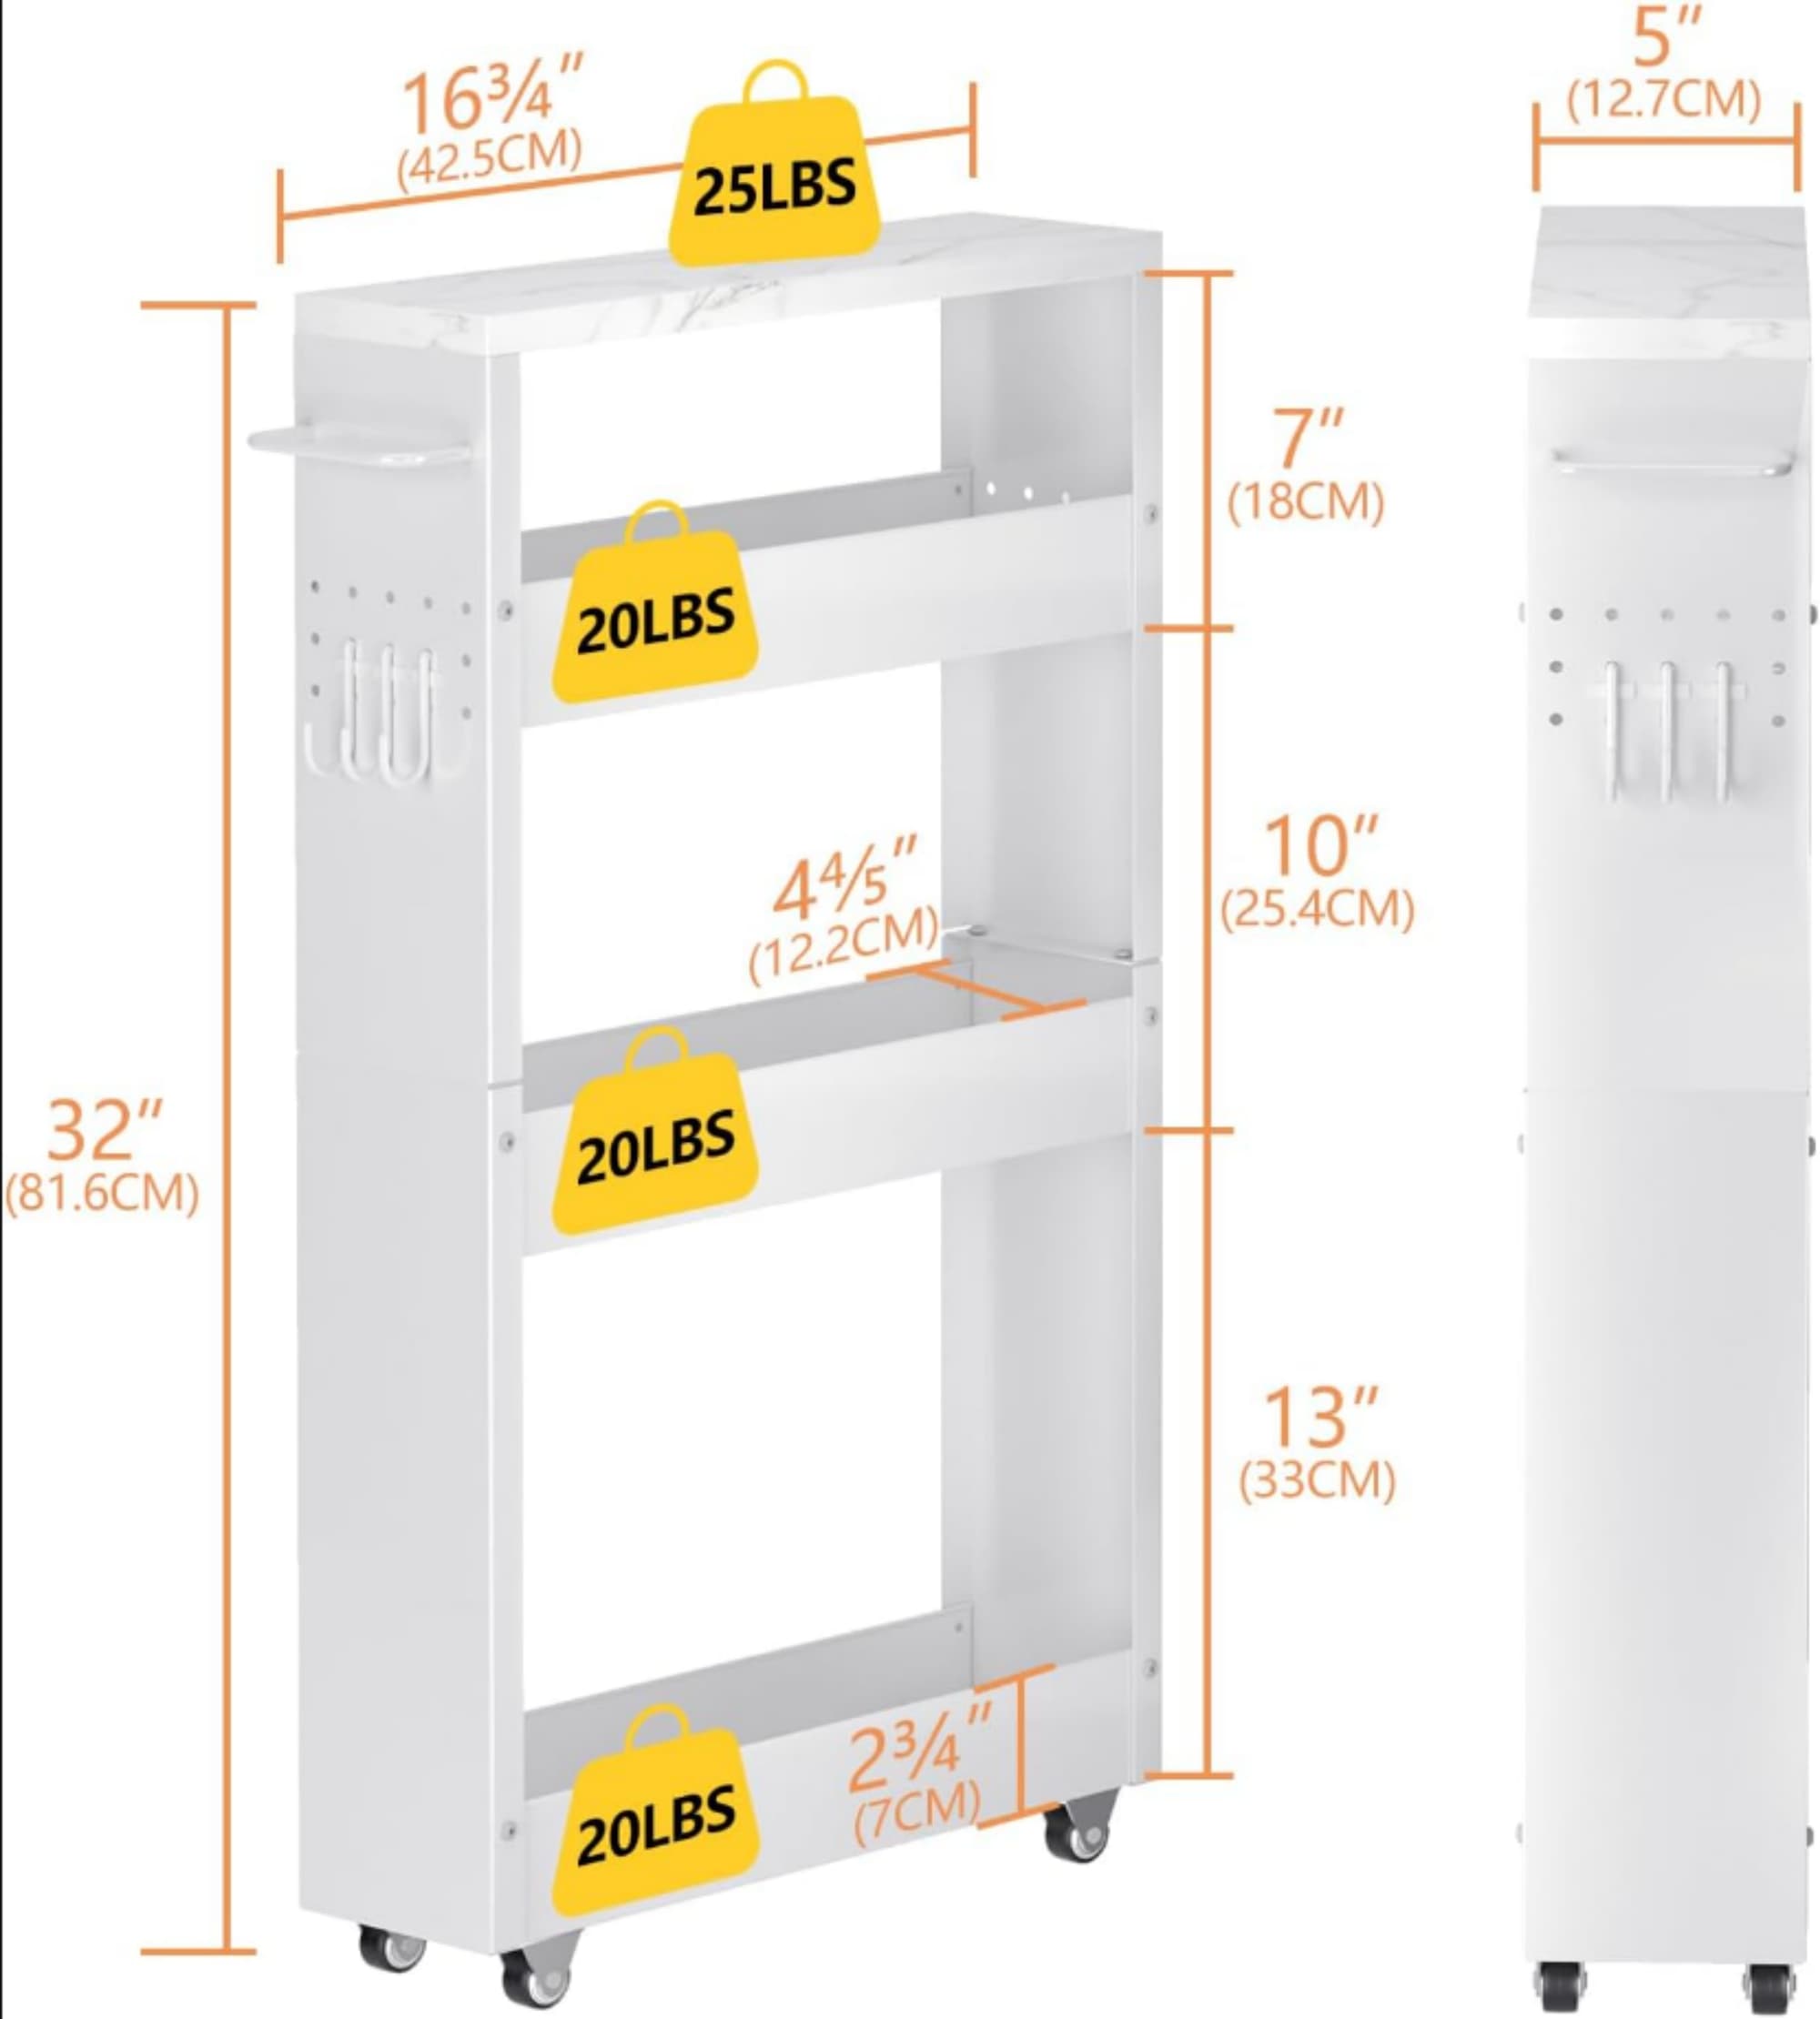 16¾″
(42.5CM)
25LBS
5″
(12.7CM)
7″
(18CM)
20LBS
10″
(25.4CM)
4⅘″
(12.2CM)
20LBS
32″
(81.6CM)
13″
(33CM)
2¾″
(7CM)
20LBS